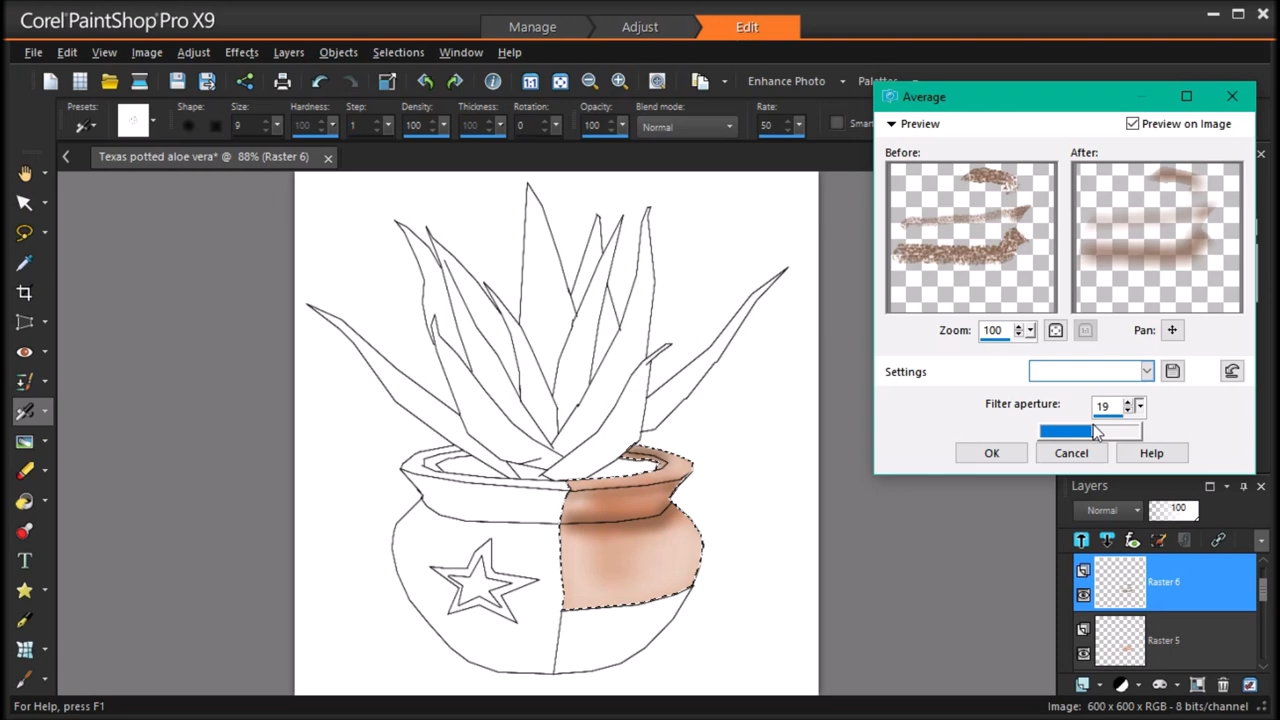 Corel® PaintShop® Pro X9
Manage
Adjust
Edit
File Edit View Image Adjust Effects Layers Objects Selections Window Help
Enhance Photo
Presets: Shape: Size: Hardness: Step: Density: Thickness: Rotation: Opacity: Blend mode: Rate:
9 100 1 100 100 0 100 Normal 50
Texas potted aloe vera* @ 88% (Raster 6)
Average
Preview
Preview on Image
Before:
After:
Zoom: 100
Pan:
Settings
Filter aperture: 19
OK
Cancel
Help
Layers
Normal
100
Raster 6
Raster 5
For Help, press F1
Image: 600 x 600 x RGB - 8 bits/channel